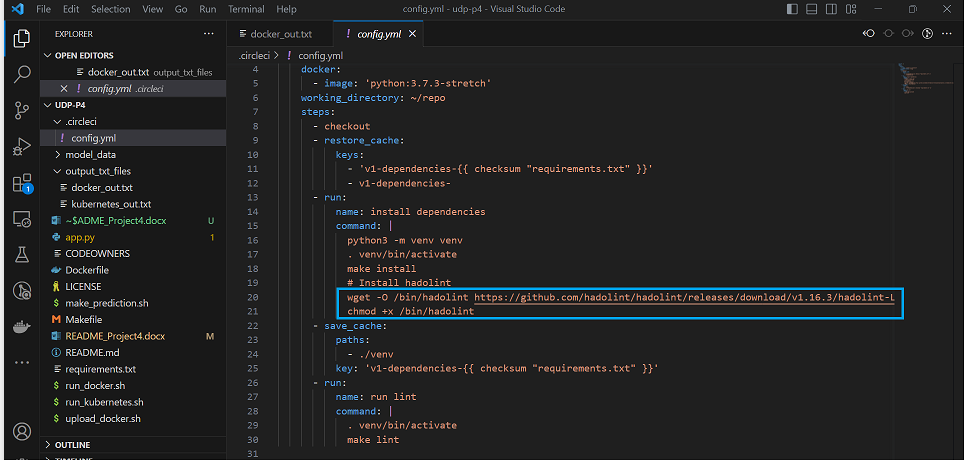 File Edit Selection View Go Run Terminal Help
config.yml - udp-p4 - Visual Studio Code
EXPLORER
OPEN EDITORS
docker_out.txt output_txt_files
config.yml .circleci
UDP-P4
.circleci
! config.yml
model_data
output_txt_files
docker_out.txt
kubernetes_out.txt
~$ADME_Project4.docx U
app.py 1
CODEOWNERS
Dockerfile
LICENSE
$ make_prediction.sh
Makefile
README_Project4.docx M
README.md
requirements.txt
$ run_docker.sh
$ run_kubernetes.sh
$ upload_docker.sh
OUTLINE
1
docker_out.txt
! config.yml
.circleci > ! config.yml
4 docker:
5 - image: 'python:3.7.3-stretch'
6 working_directory: ~/repo
7 steps:
8 - checkout
9 - restore_cache:
10 keys:
11 - 'v1-dependencies-{{ checksum "requirements.txt" }}'
12 - v1-dependencies-
13 - run:
14 name: install dependencies
15 command: |
16 python3 -m venv venv
17 . venv/bin/activate
18 make install
19 # Install hadolint
20 wget -O /bin/hadolint https://github.com/hadolint/hadolint/releases/download/v1.16.3/hadolint-L
21 chmod +x /bin/hadolint
22 - save_cache:
23 paths:
24 - ./venv
25 key: 'v1-dependencies-{{ checksum "requirements.txt" }}'
26 - run:
27 name: run lint
28 command: |
29 . venv/bin/activate
30 make lint
31